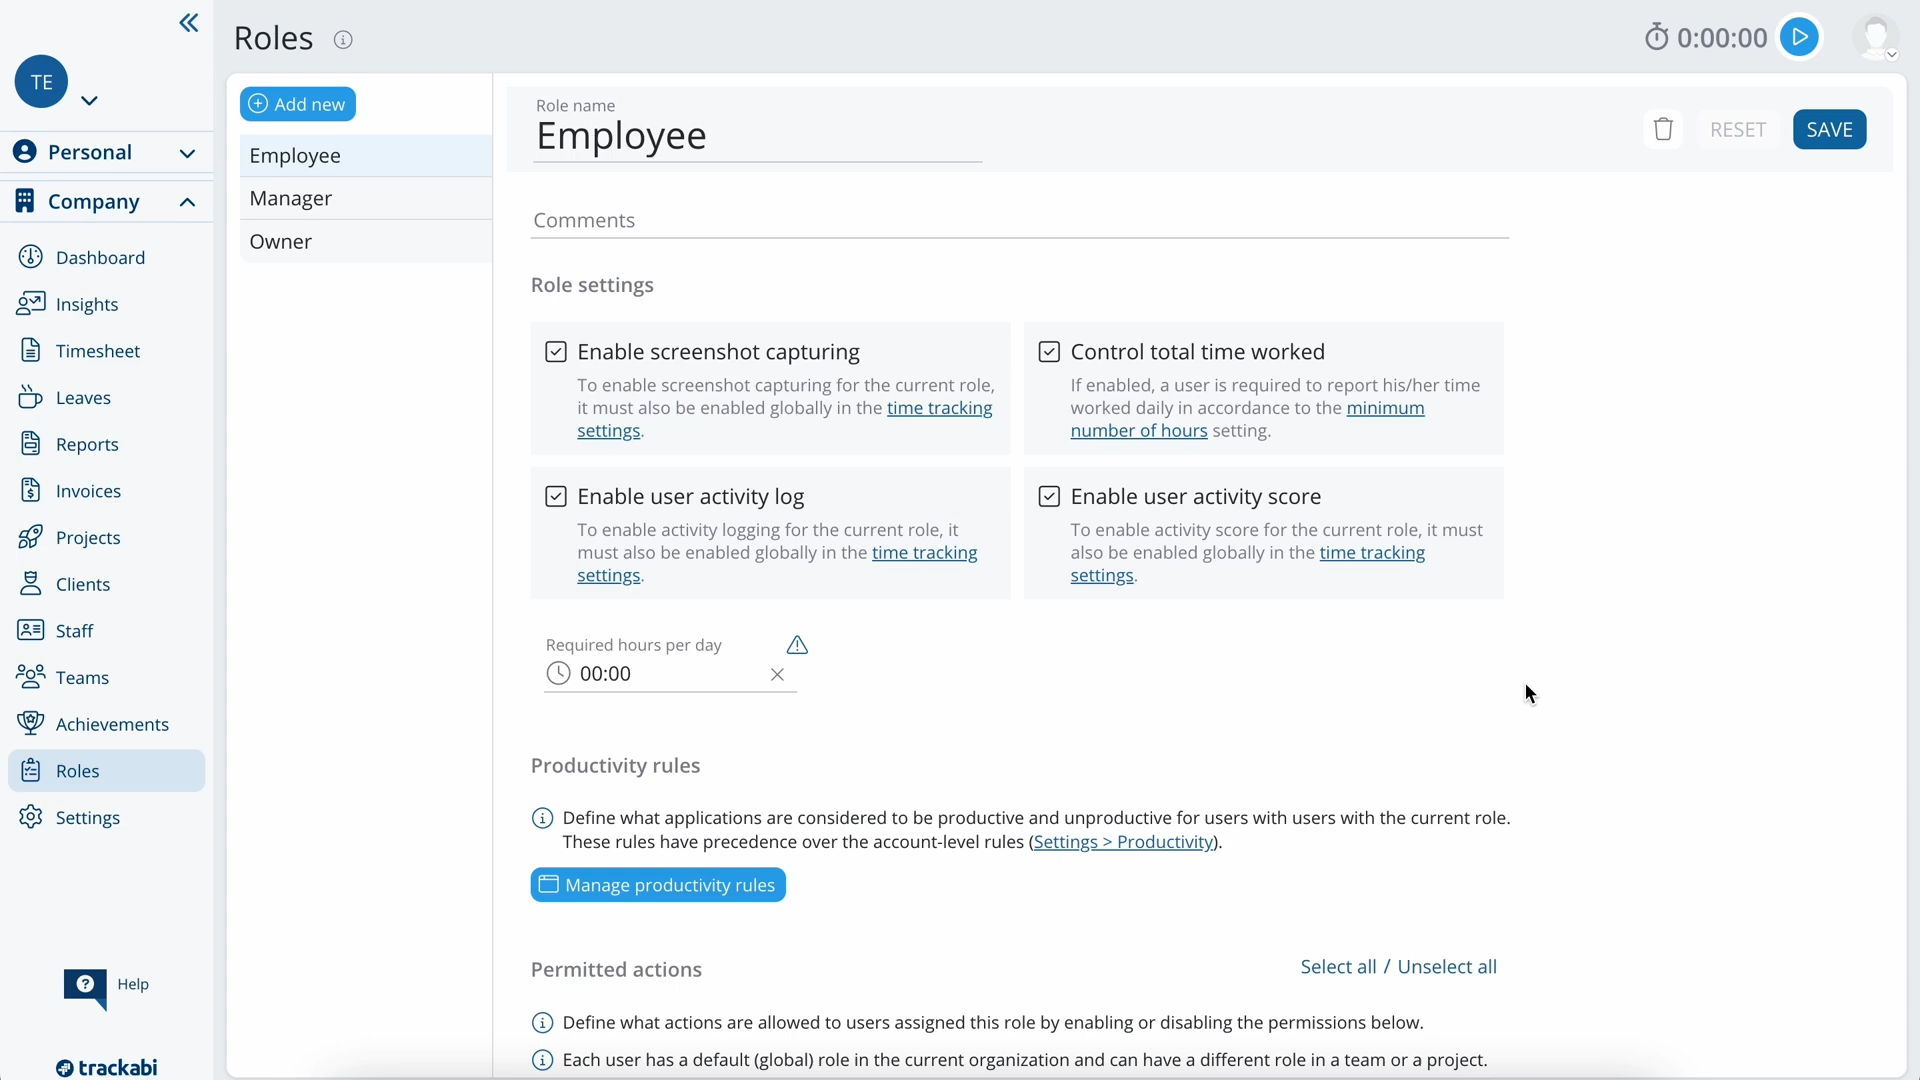 Roles
0:00:00
TE
Personal
Company
Dashboard
Insights
Timesheet
Leaves
Reports
Invoices
Projects
Clients
Staff
Teams
Achievements
Roles
Settings
Help
trackabi
Add new
Employee
Manager
Owner
Role name
Employee
RESET
SAVE
Comments
Role settings
Enable screenshot capturing
To enable screenshot capturing for the current role,
it must also be enabled globally in the time tracking
settings.
Control total time worked
If enabled, a user is required to report his/her time
worked daily in accordance to the minimum
number of hours setting.
Enable user activity log
To enable activity logging for the current role, it
must also be enabled globally in the time tracking
settings.
Enable user activity score
To enable activity score for the current role, it must
also be enabled globally in the time tracking
settings.
Required hours per day
00:00
Productivity rules
Define what applications are considered to be productive and unproductive for users with users with the current role.
These rules have precedence over the account-level rules (Settings > Productivity).
Manage productivity rules
Permitted actions
Select all / Unselect all
Define what actions are allowed to users assigned this role by enabling or disabling the permissions below.
Each user has a default (global) role in the current organization and can have a different role in a team or a project.